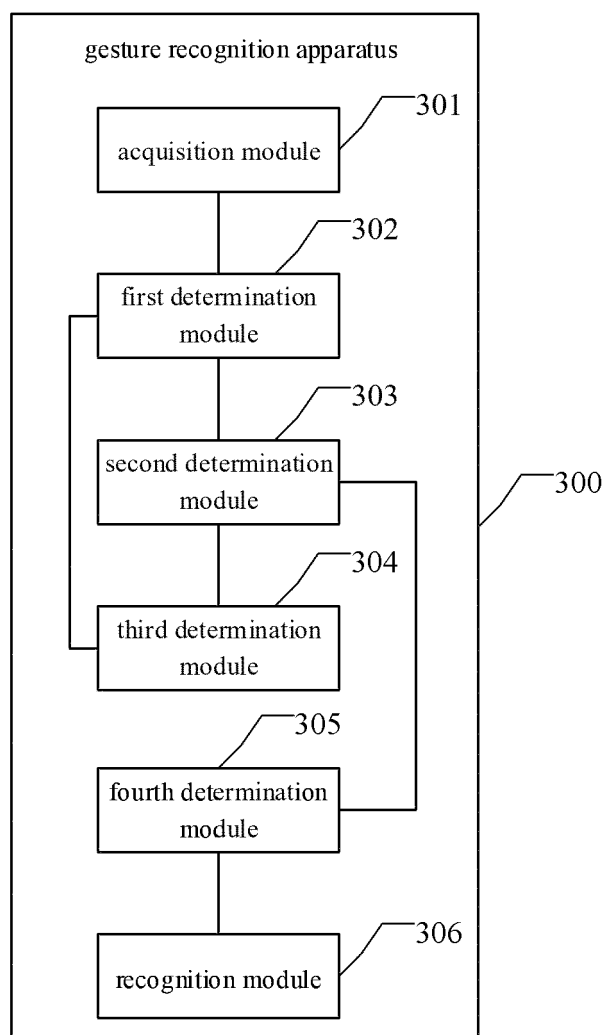 gesture recognition apparatus
301
acquisition module
302
first determination
module
303
second determination
module
300
304
third determination
module
305
fourth determination
module
306
recognition module